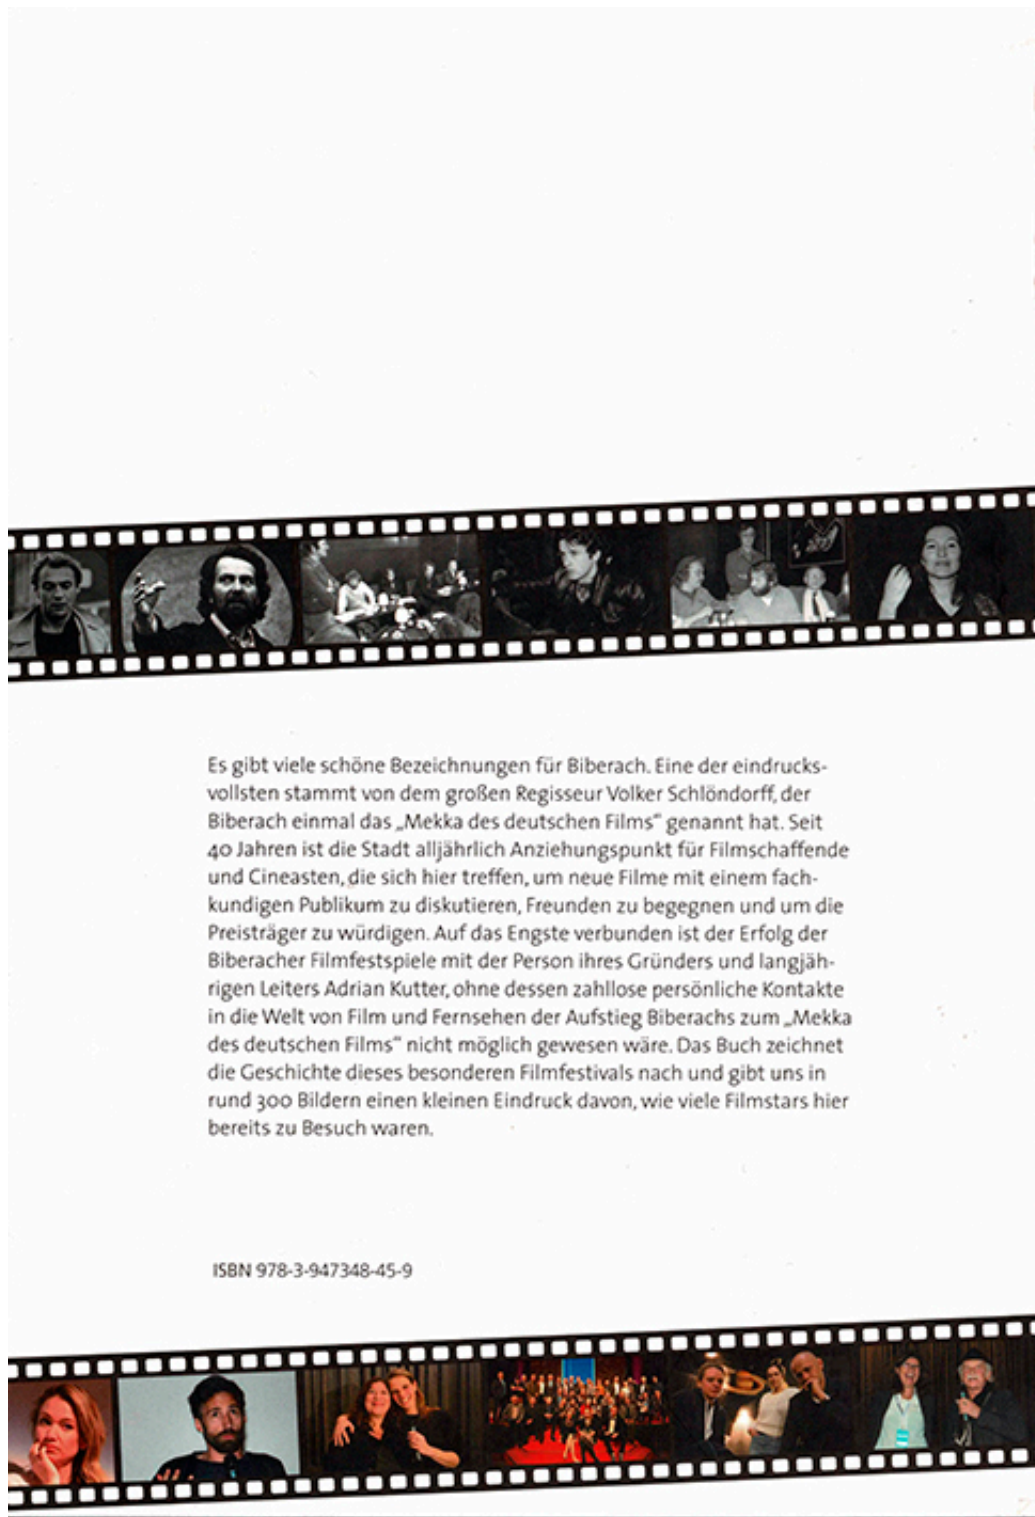 Es gibt viele schöne Bezeichnungen für Biberach. Eine der eindrucks-
vollsten stammt von dem großen Regisseur Volker Schlöndorff, der
Biberach einmal das „Mekka des deutschen Films“ genannt hat. Seit
40 Jahren ist die Stadt alljährlich Anziehungspunkt für Filmschaffende
und Cineasten, die sich hier treffen, um neue Filme mit einem fach-
kundigen Publikum zu diskutieren, Freunden zu begegnen und um die
Preisträger zu würdigen. Auf das Engste verbunden ist der Erfolg der
Biberacher Filmfestspiele mit der Person ihres Gründers und langjäh-
rigen Leiters Adrian Kutter, ohne dessen zahllose persönliche Kontakte
in die Welt von Film und Fernsehen der Aufstieg Biberachs zum „Mekka
des deutschen Films“ nicht möglich gewesen wäre. Das Buch zeichnet
die Geschichte dieses besonderen Filmfestivals nach und gibt uns in
rund 300 Bildern einen kleinen Eindruck davon, wie viele Filmstars hier
bereits zu Besuch waren.
ISBN 978-3-947348-45-9